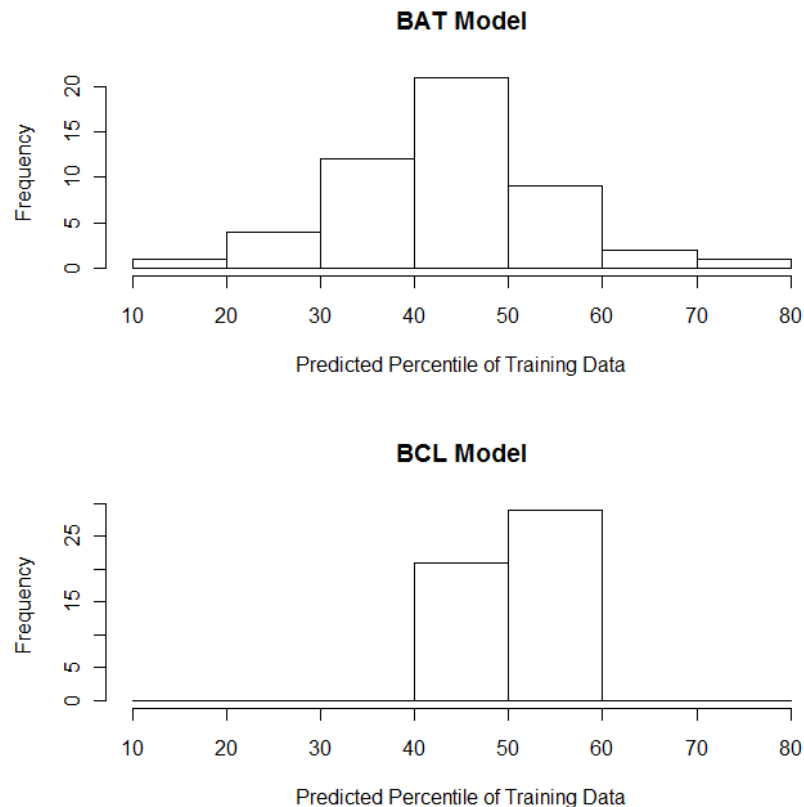 BAT Model
Frequency
20
15
10
5
0
10 20 30 40 50 60 70 80
Predicted Percentile of Training Data
BCL Model
Frequency
25
15
5
0
10 20 30 40 50 60 70 80
Predicted Percentile of Training Data